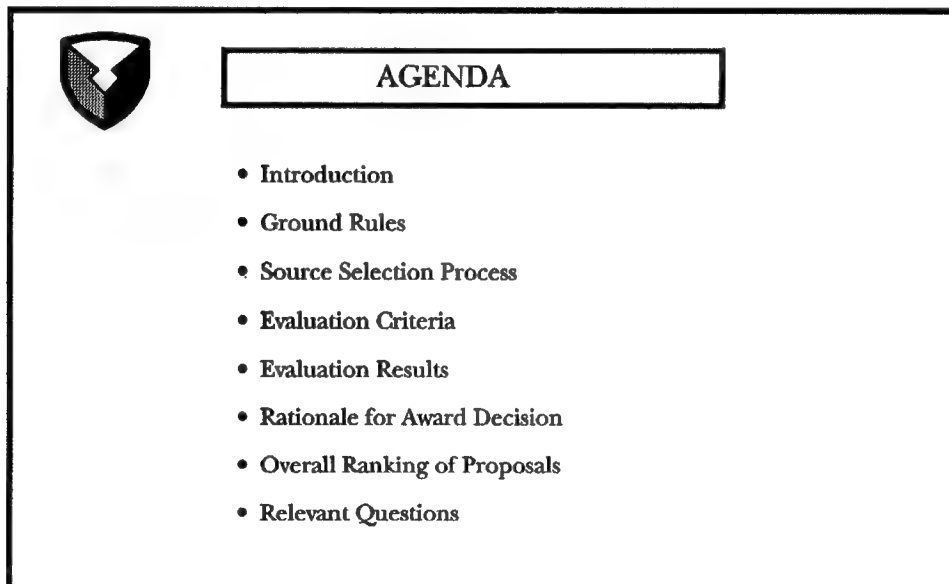 AGENDA
• Introduction
• Ground Rules
• Source Selection Process
• Evaluation Criteria
• Evaluation Results
• Rationale for Award Decision
• Overall Ranking of Proposals
• Relevant Questions